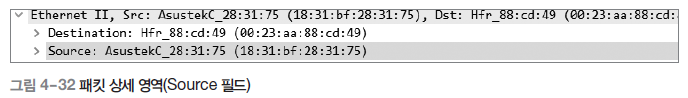 Ethernet II, Src: AsustekC_28:31:75 (18:31:bf:28:31:75), Dst: Hfr_88:cd:49 (00:23:aa:88:cd:
Destination: Hfr_88:cd:49 (00:23:aa:88:cd:49)
Source: AsustekC_28:31:75 (18:31:bf:28:31:75)
그림 4-32 패킷 상세 영역(Source 필드)